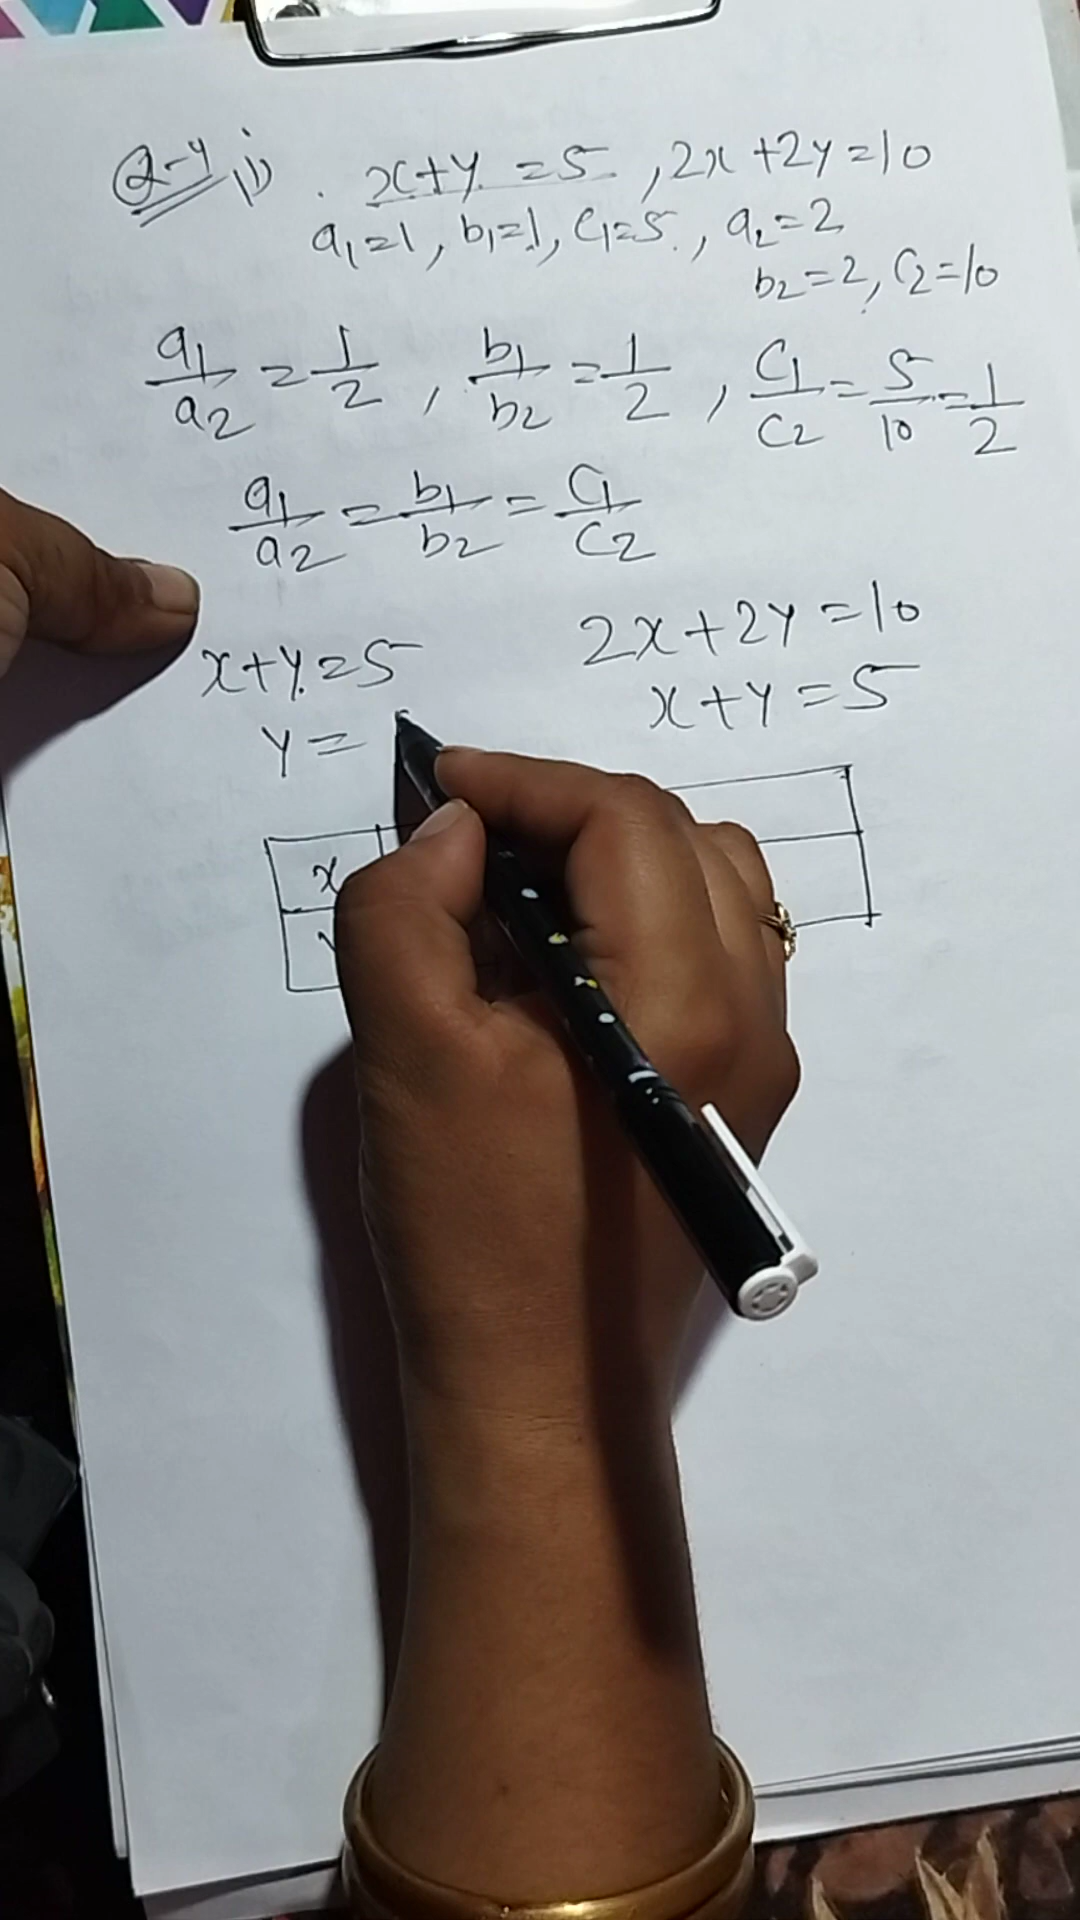 Q-4 i) . x+y = 5 , 2x+2y=10
a1=1, b1=1, c1=5. , a2=2
b2=2, c2=10
a1/a2 = 1/2 , b1/b2 = 1/2 , c1/c2 = 5/10 = 1/2
a1/a2 = b1/b2 = c1/c2
x+y=5 2x+2y=10
y= x+y=5
x